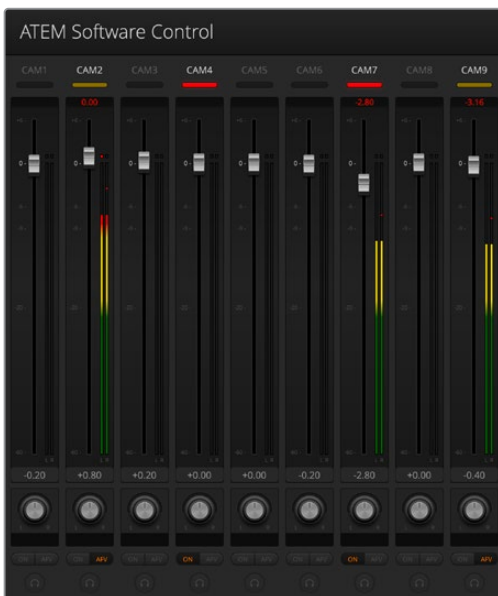 ATEM Software Control
CAM1 CAM2 CAM3 CAM4 CAM5 CAM6 CAM7 CAM8 CAM9
0.00 -2.80 -3.16
-0.20 +0.80 +0.20 +0.00 +0.00 -0.20 -2.80 +0.00 -0.40
ON AFV ON AFV ON AFV ON AFV ON AFV ON AFV ON AFV ON AFV ON AFV